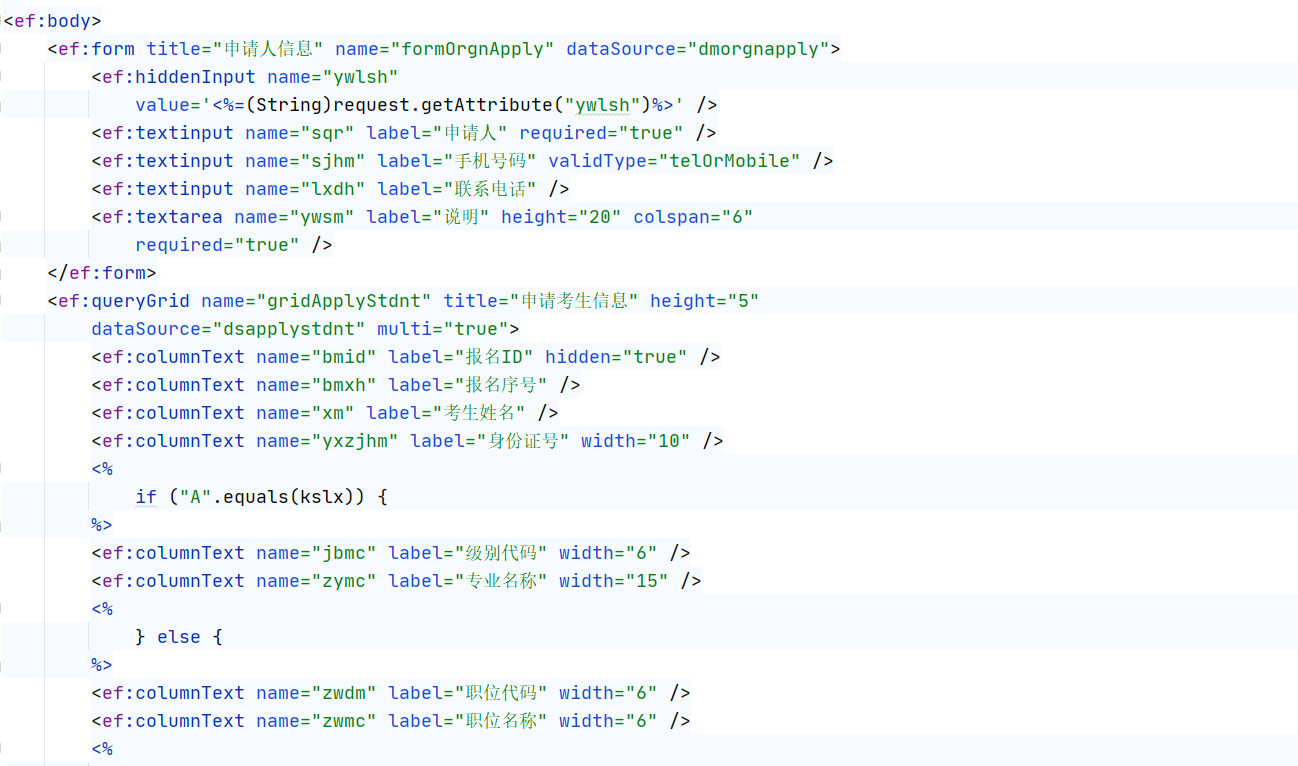 <ef:body>
<ef:form title="申请人信息" name="formOrgnApply" dataSource="dmorgnapply">
<ef:hiddenInput name="ywlsh"
value='<%=(String)request.getAttribute("ywlsh")%>' />
<ef:textinput name="sqr" label="申请人" required="true" />
<ef:textinput name="sjhm" label="手机号码" validType="telOrMobile" />
<ef:textinput name="lxdh" label="联系电话" />
<ef:textarea name="ywsm" label="说明" height="20" colspan="6"
required="true" />
</ef:form>
<ef:queryGrid name="gridApplyStdnt" title="申请考生信息" height="5"
dataSource="dsapplystdnt" multi="true">
<ef:columnText name="bmid" label="报名ID" hidden="true" />
<ef:columnText name="bmxh" label="报名序号" />
<ef:columnText name="xm" label="考生姓名" />
<ef:columnText name="yxzjhm" label="身份证号" width="10" />
<%
if ("A".equals(kslx)) {
%>
<ef:columnText name="jbmc" label="级别代码" width="6" />
<ef:columnText name="zymc" label="专业名称" width="15" />
<%
} else {
%>
<ef:columnText name="zwdm" label="职位代码" width="6" />
<ef:columnText name="zwmc" label="职位名称" width="6" />
<%